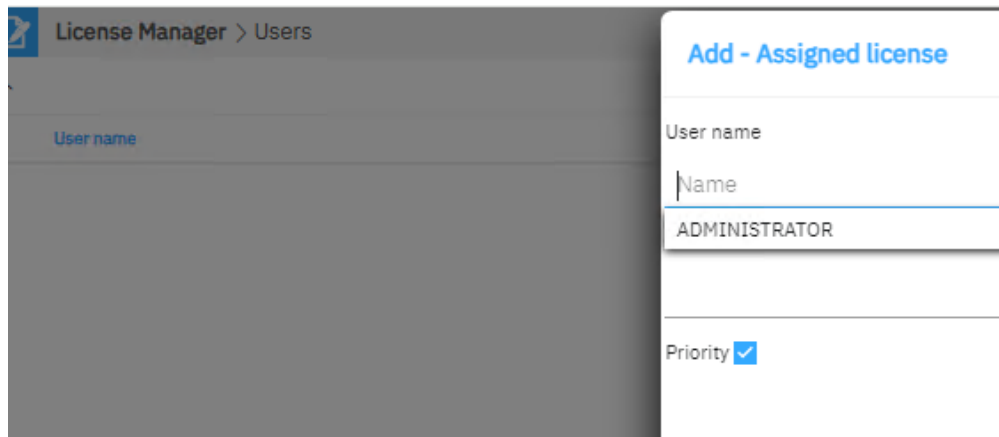 License Manager > Users
User name
Add - Assigned license
User name
Name
ADMINISTRATOR
Priority